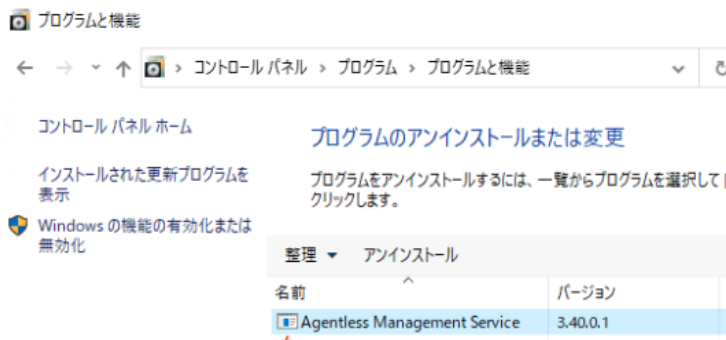 プログラムと機能
コントロール パネル › プログラム › プログラムと機能
コントロール パネル ホーム
インストールされた更新プログラムを
表示
Windows の機能の有効化または
無効化
プログラムのアンインストールまたは変更
プログラムをアンインストールするには、一覧からプログラムを選択して
クリックします。
整理 アンインストール
名前 バージョン
Agentless Management Service 3.40.0.1